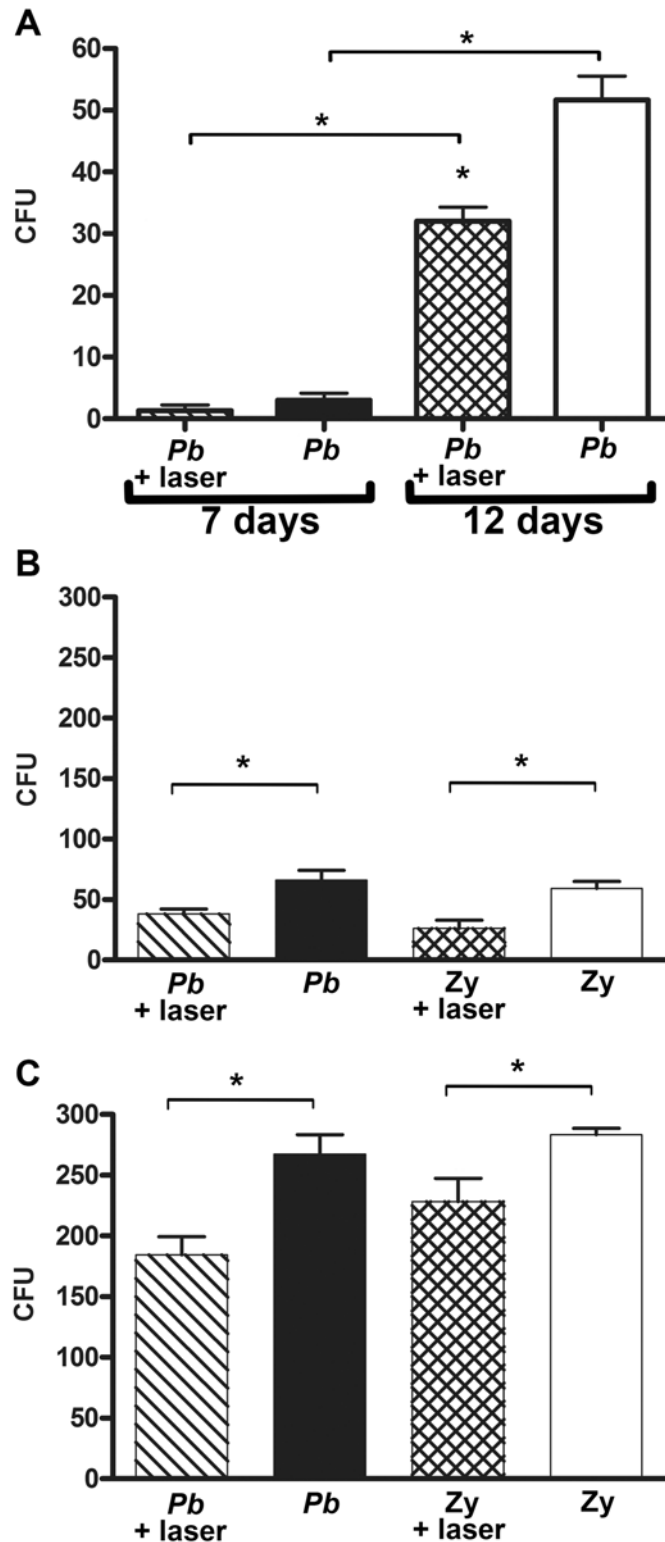 A
60
*
50
*
40
*
30
CFU
20
10
0
Pb Pb Pb Pb
+ laser + laser
7 days 12 days
B
300
250
200
CFU
150
* *
100
50
0
Pb Pb Zy Zy
+ laser + laser
C
* *
300
250
200
CFU
150
100
50
0
Pb Pb Zy Zy
+ laser + laser